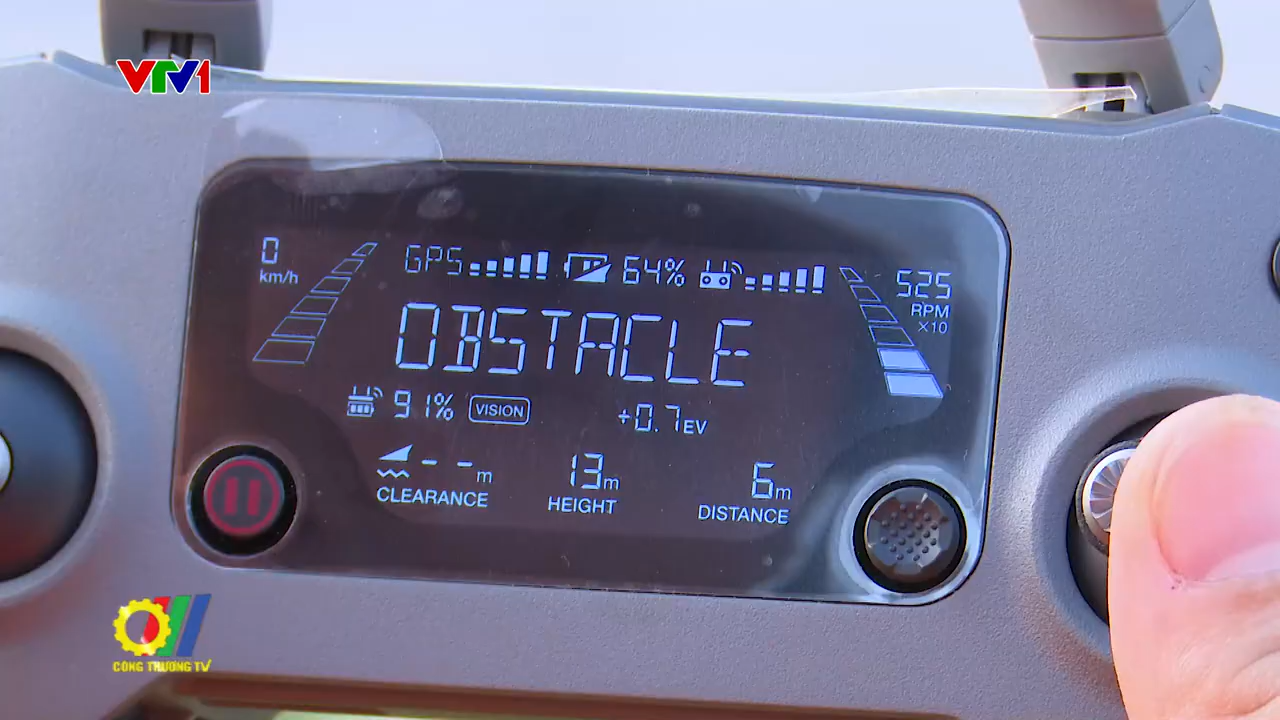 VTV1
0
km/h
GPS 64%
525
RPM
×10
OBSTACLE
91% VISION +0.7EV
--m 13m 6m
CLEARANCE HEIGHT DISTANCE
CÔNG THƯƠNG TV